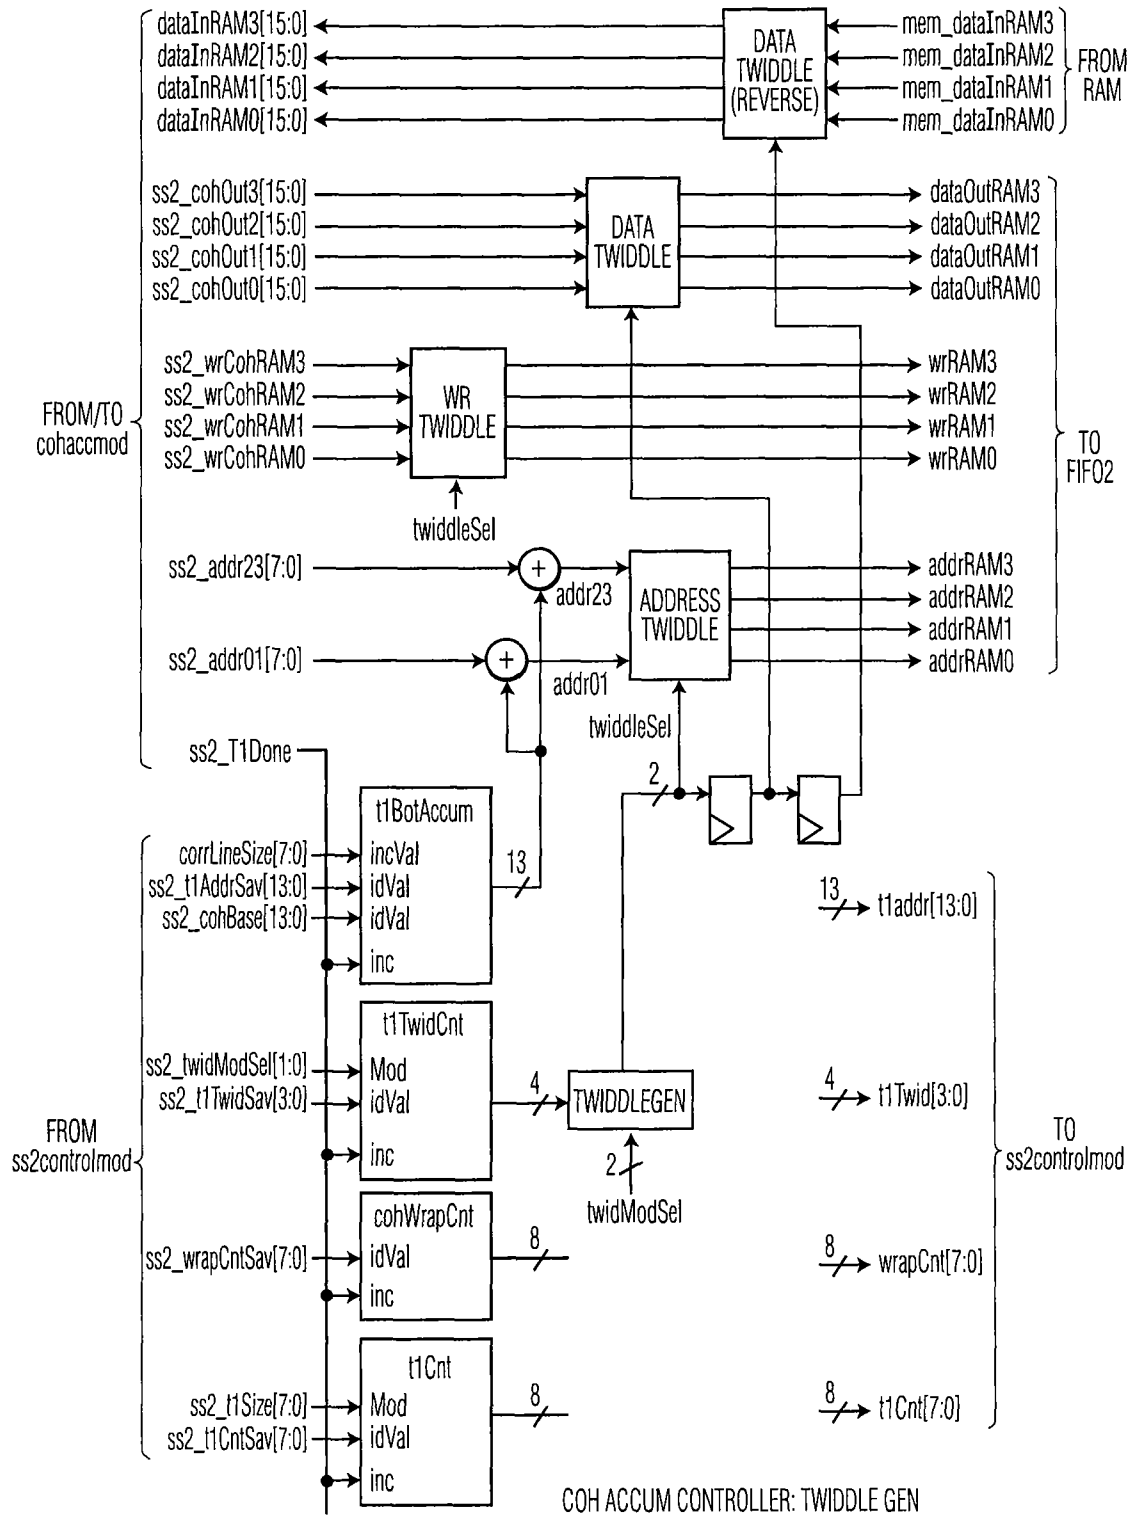 dataInRAM3[15:0]
dataInRAM2[15:0]
dataInRAM1[15:0]
dataInRAM0[15:0]
DATA
TWIDDLE
(REVERSE)
mem_dataInRAM3
mem_dataInRAM2
mem_dataInRAM1
mem_dataInRAM0
FROM
RAM
ss2_cohOut3[15:0]
ss2_cohOut2[15:0]
ss2_cohOut1[15:0]
ss2_cohOut0[15:0]
DATA
TWIDDLE
dataOutRAM3
dataOutRAM2
dataOutRAM1
dataOutRAM0
FROM/TO
cohaccmod
ss2_wrCohRAM3
ss2_wrCohRAM2
ss2_wrCohRAM1
ss2_wrCohRAM0
WR
TWIDDLE
twiddleSel
wrRAM3
wrRAM2
wrRAM1
wrRAM0
TO
FIFO2
ss2_addr23[7:0]
+
addr23
ss2_addr01[7:0]
+
addr01
ADDRESS
TWIDDLE
addrRAM3
addrRAM2
addrRAM1
addrRAM0
twiddleSel
2
ss2_T1Done
t1BotAccum
corrLineSize[7:0]
incVal
ss2_t1AddrSav[13:0]
idVal
ss2_cohBase[13:0]
idVal
inc
13
13
t1addr[13:0]
t1TwidCnt
ss2_twidModSel[1:0]
Mod
ss2_t1TwidSav[3:0]
idVal
inc
4
TWIDDLEGEN
2
twidModSel
4
t1Twid[3:0]
FROM
ss2controlmod
TO
ss2controlmod
cohWrapCnt
ss2_wrapCntSav[7:0]
idVal
inc
8
8
wrapCnt[7:0]
t1Cnt
ss2_t1Size[7:0]
Mod
ss2_t1CntSav[7:0]
idVal
inc
8
8
t1Cnt[7:0]
COH ACCUM CONTROLLER: TWIDDLE GEN